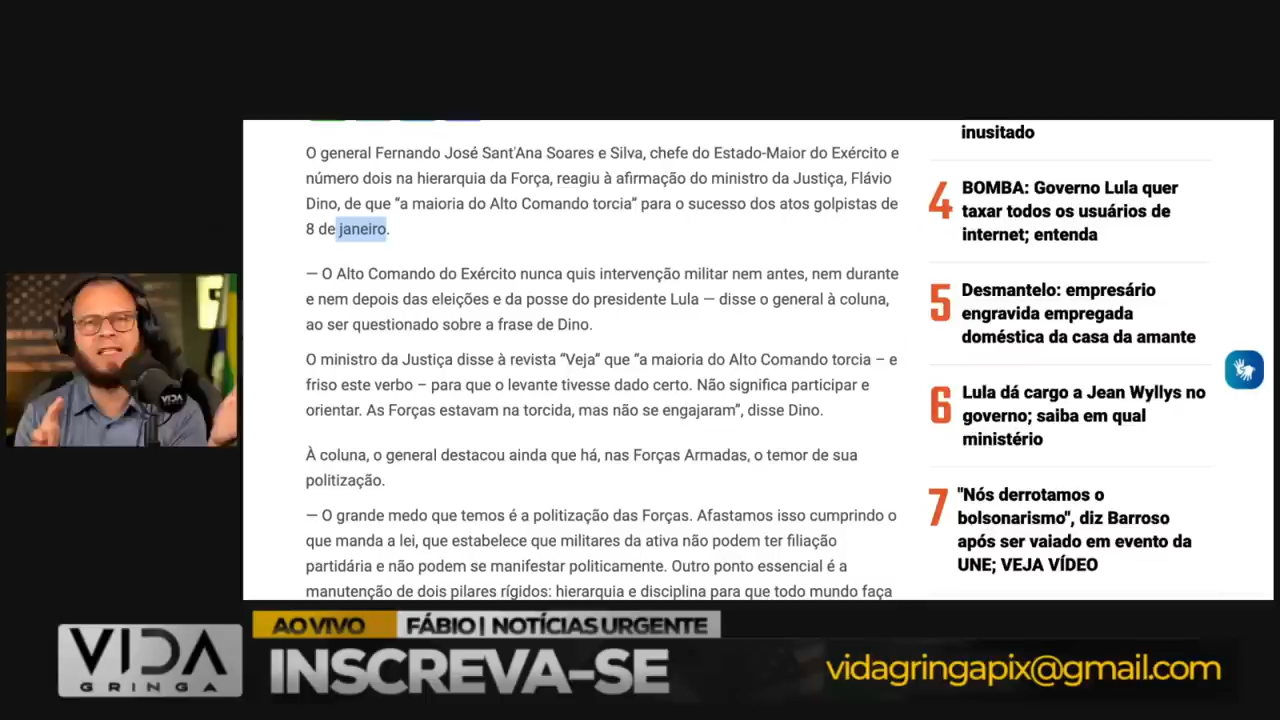 O general Fernando José Sant'Ana Soares e Silva, chefe do Estado-Maior do Exército e
número dois na hierarquia da Força, reagiu à afirmação do ministro da Justiça, Flávio
Dino, de que "a maioria do Alto Comando torcia" para o sucesso dos atos golpistas de
8 de janeiro.
— O Alto Comando do Exército nunca quis intervenção militar nem antes, nem durante
e nem depois das eleições e da posse do presidente Lula — disse o general à coluna,
ao ser questionado sobre a frase de Dino.
O ministro da Justiça disse à revista "Veja" que "a maioria do Alto Comando torcia – e
friso este verbo – para que o levante tivesse dado certo. Não significa participar e
orientar. As Forças estavam na torcida, mas não se engajaram", disse Dino.
À coluna, o general destacou ainda que há, nas Forças Armadas, o temor de sua
politização.
— O grande medo que temos é a politização das Forças. Afastamos isso cumprindo o
que manda a lei, que estabelece que militares da ativa não podem ter filiação
partidária e não podem se manifestar politicamente. Outro ponto essencial é a
manutenção de dois pilares rígidos: hierarquia e disciplina para que todo mundo faça
inusitado
4 BOMBA: Governo Lula quer
taxar todos os usuários de
internet; entenda
5 Desmantelo: empresário
engravida empregada
doméstica da casa da amante
6 Lula dá cargo a Jean Wyllys no
governo; saiba em qual
ministério
7 "Nós derrotamos o
bolsonarismo", diz Barroso
após ser vaiado em evento da
UNE; VEJA VÍDEO
VIDA
VIDA
GRINGA
AO VIVO FÁBIO | NOTÍCIAS URGENTE
INSCREVA-SE
vidagringapix@gmail.com